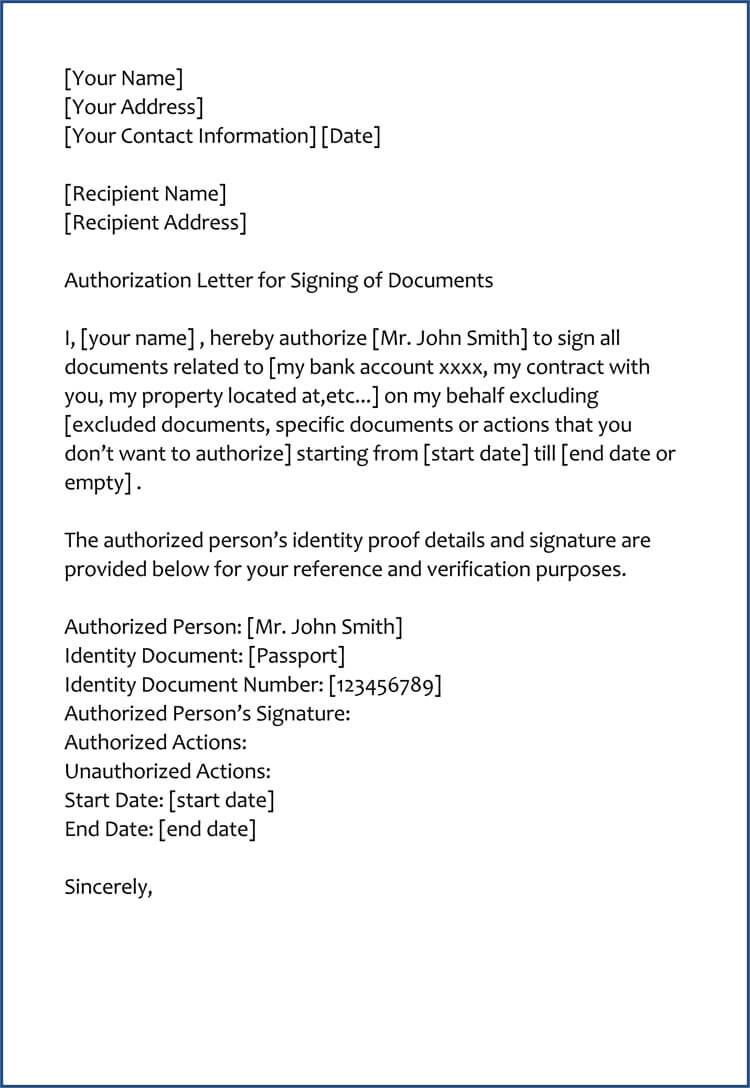 [Your Name]
[Your Address]
[Your Contact Information] [Date]
[Recipient Name]
[Recipient Address]
Authorization Letter for Signing of Documents
I, [your name] , hereby authorize [Mr. John Smith] to sign all
documents related to [my bank account xxxx, my contract with
you, my property located at,etc...] on my behalf excluding
[excluded documents, specific documents or actions that you
don’t want to authorize] starting from [start date] till [end date or
empty] .
The authorized person’s identity proof details and signature are
provided below for your reference and verification purposes.
Authorized Person: [Mr. John Smith]
Identity Document: [Passport]
Identity Document Number: [123456789]
Authorized Person’s Signature:
Authorized Actions:
Unauthorized Actions:
Start Date: [start date]
End Date: [end date]
Sincerely,